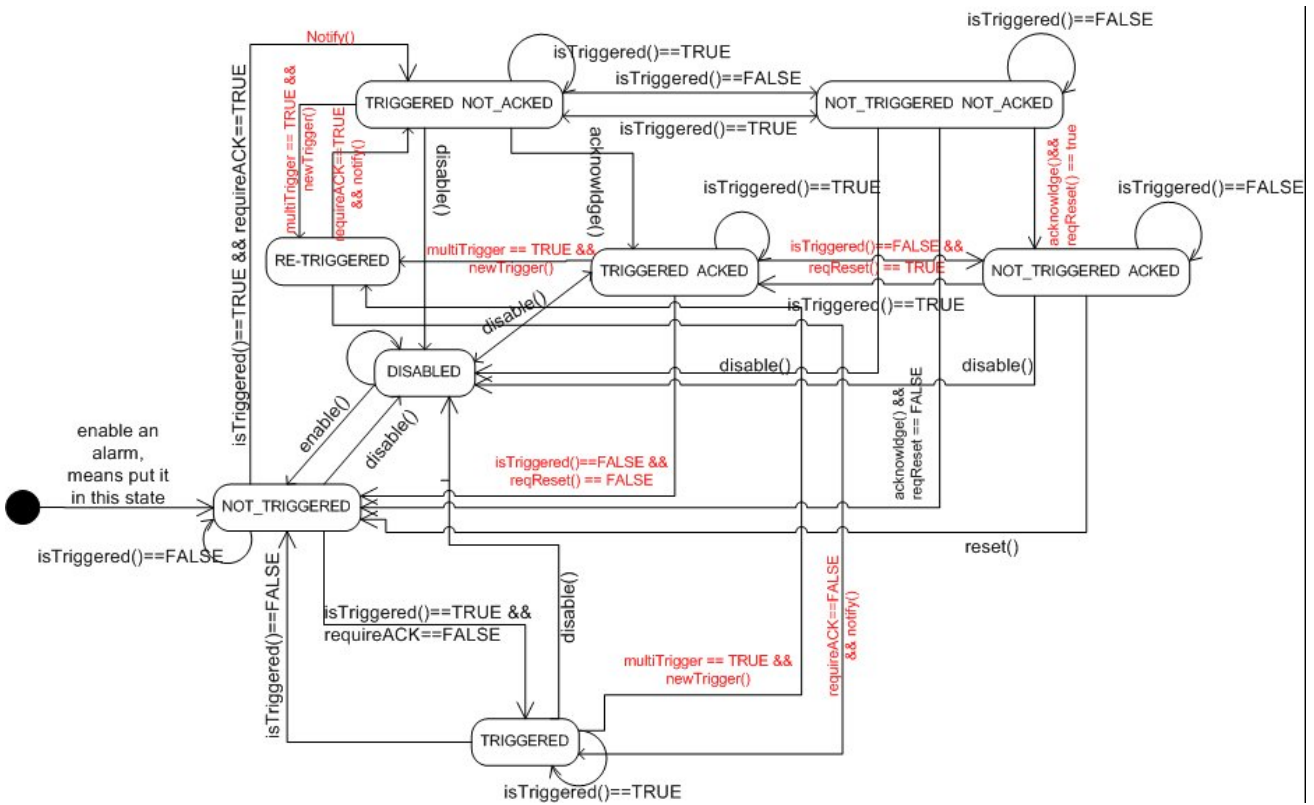 isTriggered()==FALSE
Notify()
isTriggered()==TRUE
isTriggered()==FALSE
TRIGGERED NOT_ACKED
NOT_TRIGGERED NOT_ACKED
isTriggered()==TRUE
multiTrigger == TRUE &&
newTrigger()
requireACK==TRUE
&& notify()
disable()
acknowldge()
isTriggered()==TRUE
acknowldge()&&
reqReset() == true
isTriggered()==FALSE
isTriggered()==TRUE && requireACK==TRUE
RE-TRIGGERED
multiTrigger == TRUE &&
newTrigger()
TRIGGERED ACKED
isTriggered()==FALSE &&
reqReset() == TRUE
NOT_TRIGGERED ACKED
isTriggered()==TRUE
disable()
DISABLED
disable()
disable()
enable()
disable()
acknowldge() &&
reqReset == FALSE
enable an
alarm,
means put it
in this state
isTriggered()==FALSE &&
reqReset() == FALSE
NOT_TRIGGERED
isTriggered()==FALSE
reset()
isTriggered()==FALSE
isTriggered()==TRUE &&
requireACK==FALSE
disable()
multiTrigger == TRUE &&
newTrigger()
requireACK==FALSE
&& notify()
TRIGGERED
isTriggered()==TRUE